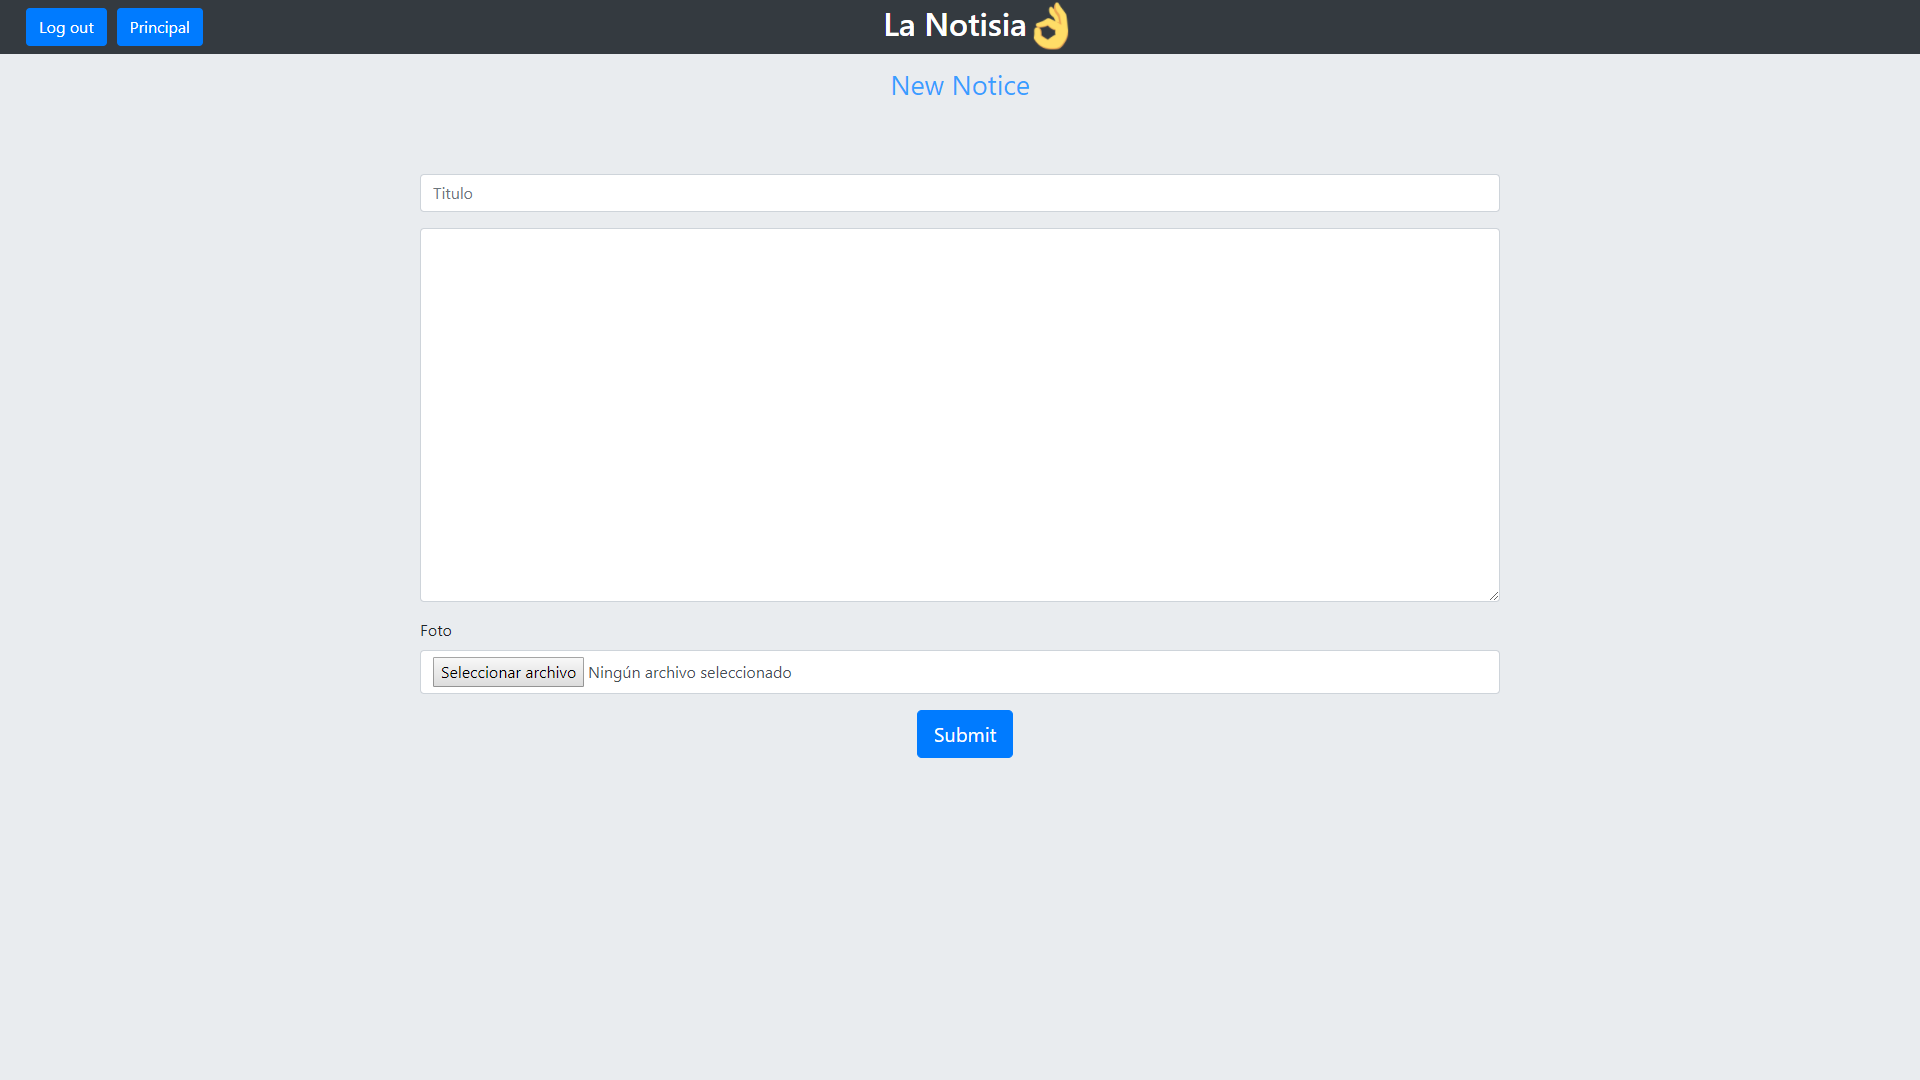 Log out Principal La Notisia👌
New Notice
Titulo
Foto
Seleccionar archivo Ningún archivo seleccionado
Submit